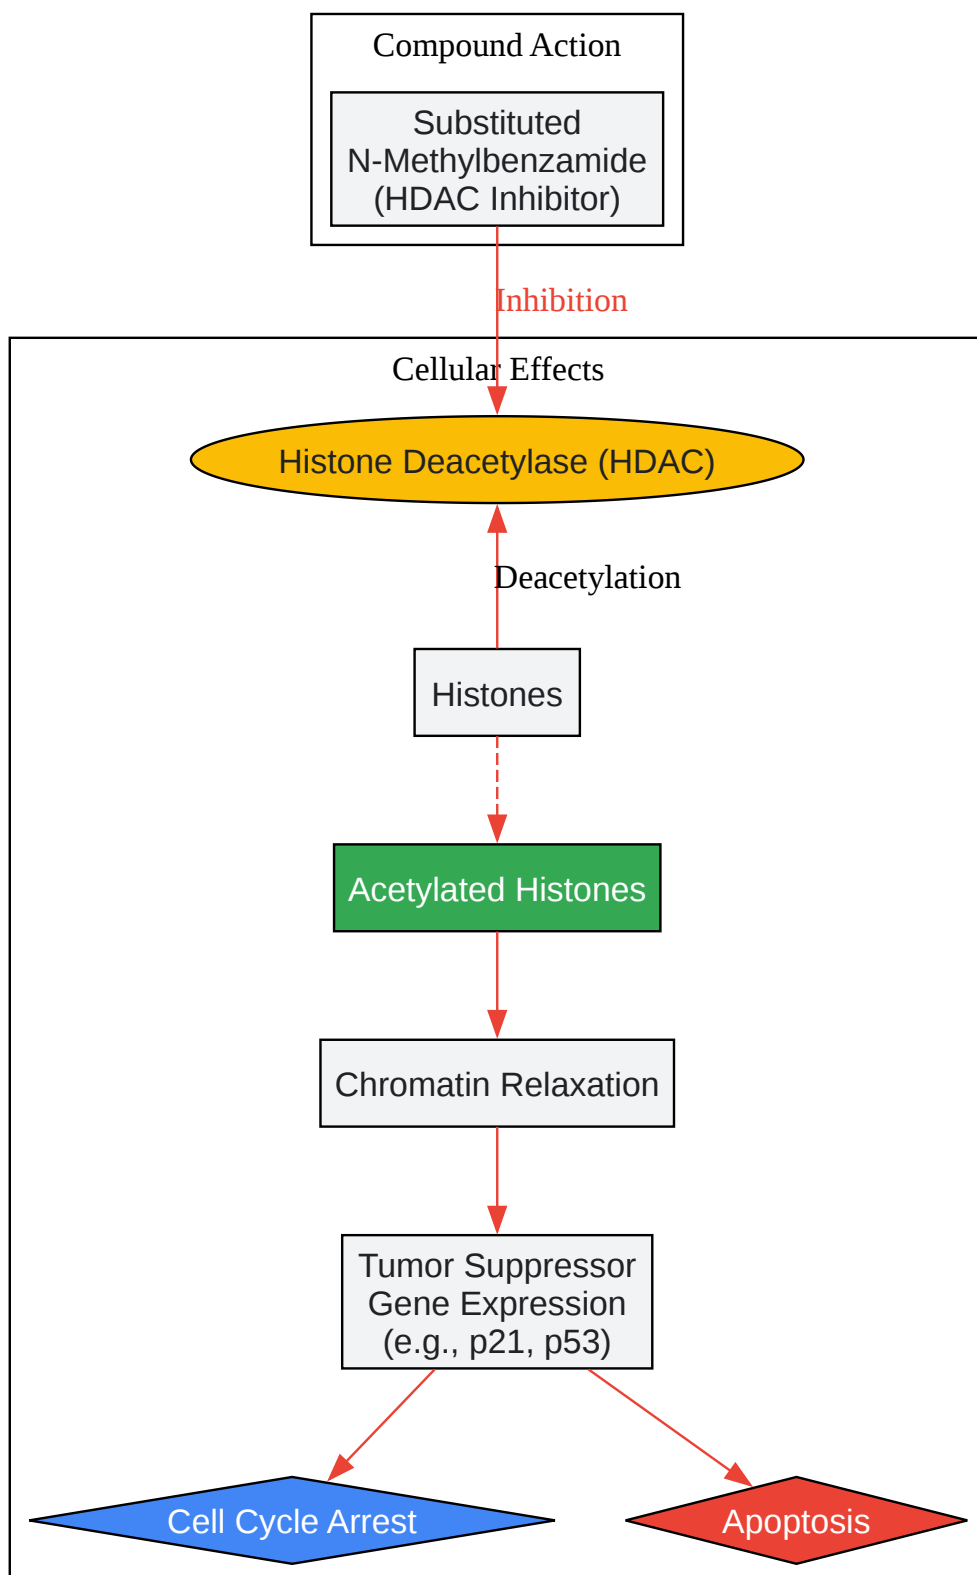 Compound Action
Substituted
N-Methylbenzamide
(HDAC Inhibitor)
Inhibition
Cellular Effects
Histone Deacetylase (HDAC)
Deacetylation
Histones
Acetylated Histones
Chromatin Relaxation
Tumor Suppressor
Gene Expression
(e.g., p21, p53)
Cell Cycle Arrest
Apoptosis